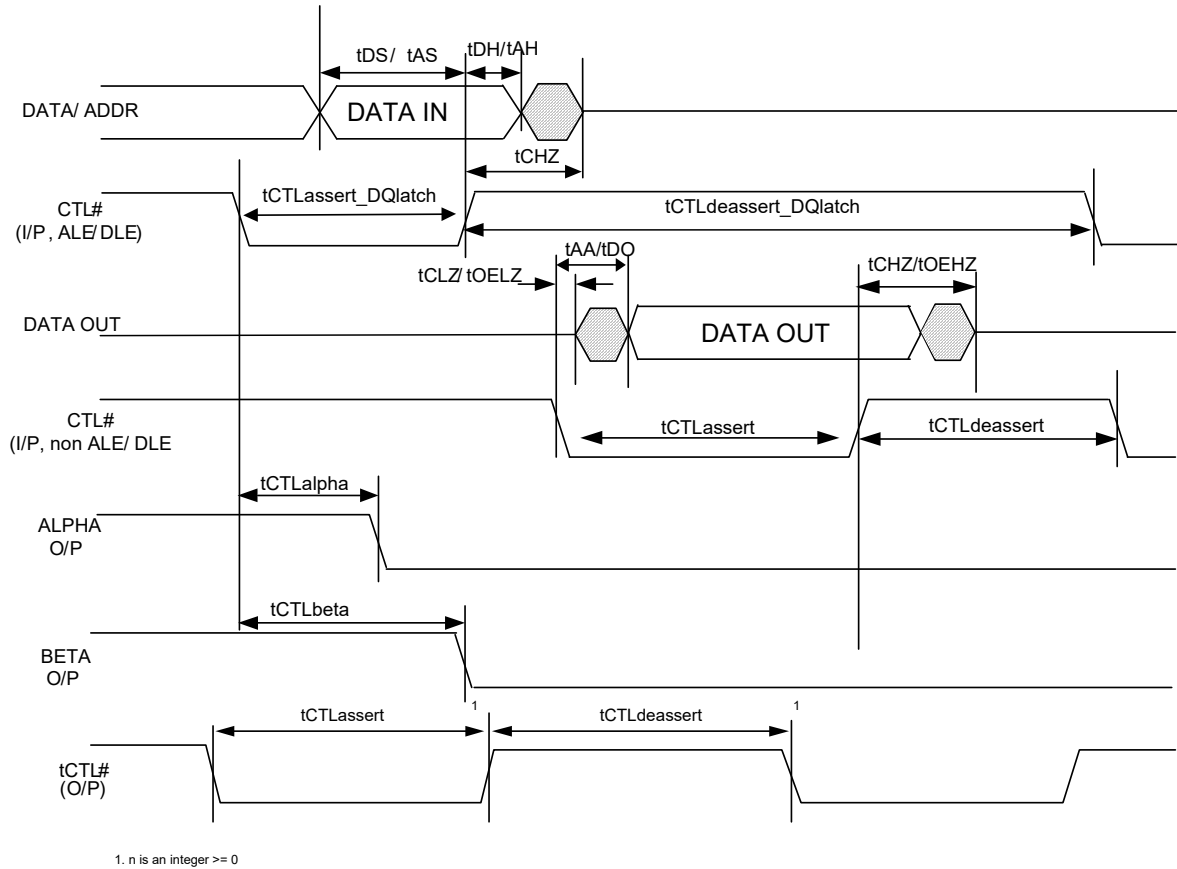 tDS/ tAS
tDH/tAH
DATA/ ADDR
DATA IN
tCHZ
CTL#
(I/P , ALE/ DLE)
tCTLassert_DQlatch
tCTLdeassert_DQlatch
tAA/tDO
tCLZ/ tOELZ
tCHZ/tOEHZ
DATA OUT
DATA OUT
CTL#
(I/P, non ALE/ DLE
tCTLassert
tCTLdeassert
tCTLalpha
ALPHA
O/P
tCTLbeta
BETA
O/P
tCTLassert
1
tCTLdeassert
1
tCTL#
(O/P)
1. n is an integer >= 0